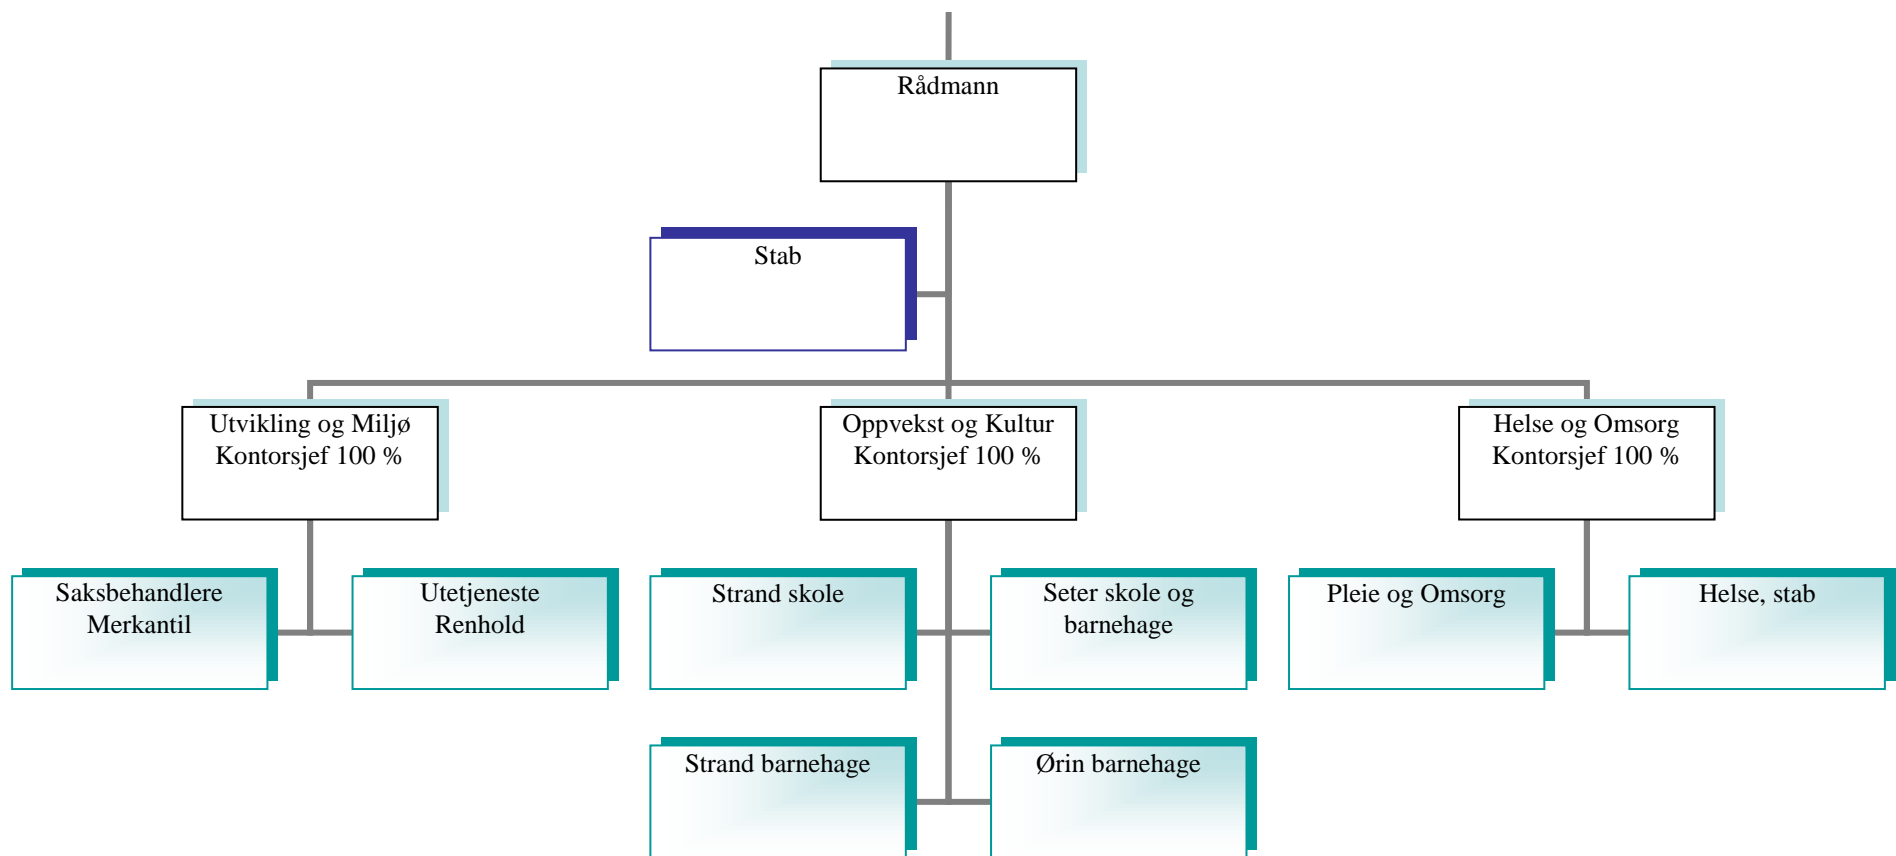 Rådmann
Stab
Utvikling og Miljø
Kontorsjef 100 %
Oppvekst og Kultur
Kontorsjef 100 %
Helse og Omsorg
Kontorsjef 100 %
Saksbehandlere
Merkantil
Utetjeneste
Renhold
Strand skole
Seter skole og
barnehage
Pleie og Omsorg
Helse, stab
Strand barnehage
Ørin barnehage